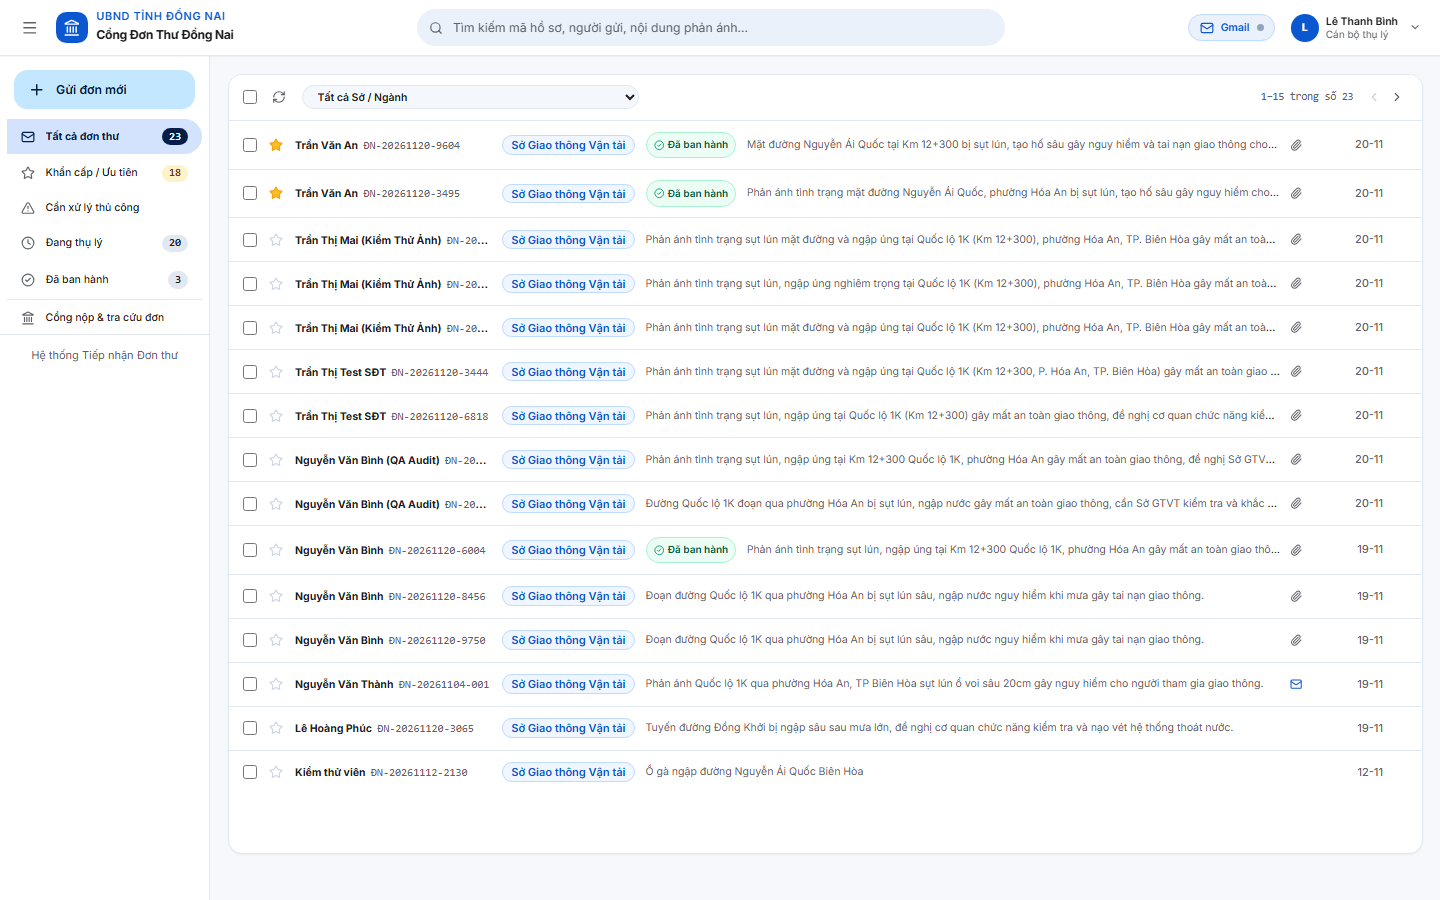 UBND TỈNH ĐỒNG NAI
Cổng Đơn Thư Đồng Nai
Tìm kiếm mã hồ sơ, người gửi, nội dung phản ánh...
Gmail
L
Lê Thanh Bình
Cán bộ thụ lý
Gửi đơn mới
Tất cả đơn thư 23
Khẩn cấp / Ưu tiên 18
Cần xử lý thủ công
Đang thụ lý 20
Đã ban hành 3
Cổng nộp & tra cứu đơn
Hệ thống Tiếp nhận Đơn thư
Tất cả Sở / Ngành
1–15 trong số 23
Trần Văn An ĐN-20261120-9604 Sở Giao thông Vận tải Đã ban hành Mặt đường Nguyễn Ái Quốc tại Km 12+300 bị sụt lún, tạo hố sâu gây nguy hiểm và tai nạn giao thông cho... 20-11
Trần Văn An ĐN-20261120-3495 Sở Giao thông Vận tải Đã ban hành Phản ánh tình trạng mặt đường Nguyễn Ái Quốc, phường Hóa An bị sụt lún, tạo hố sâu gây nguy hiểm cho... 20-11
Trần Thị Mai (Kiểm Thử Ảnh) ĐN-20... Sở Giao thông Vận tải Phản ánh tình trạng sụt lún mặt đường và ngập úng tại Quốc lộ 1K (Km 12+300), phường Hóa An, TP. Biên Hòa gây mất an toà... 20-11
Trần Thị Mai (Kiểm Thử Ảnh) ĐN-20... Sở Giao thông Vận tải Phản ánh tình trạng sụt lún, ngập úng nghiêm trọng tại Quốc lộ 1K (Km 12+300), phường Hóa An, TP. Biên Hòa gây mất an toà... 20-11
Trần Thị Mai (Kiểm Thử Ảnh) ĐN-20... Sở Giao thông Vận tải Phản ánh tình trạng sụt lún mặt đường và ngập úng tại Quốc lộ 1K (Km 12+300), phường Hóa An, TP. Biên Hòa gây mất an toà... 20-11
Trần Thị Test SĐT ĐN-20261120-3444 Sở Giao thông Vận tải Phản ánh tình trạng sụt lún mặt đường và ngập úng tại Quốc lộ 1K (Km 12+300, P. Hóa An, TP. Biên Hòa) gây mất an toàn giao ... 20-11
Trần Thị Test SĐT ĐN-20261120-6818 Sở Giao thông Vận tải Phản ánh tình trạng sụt lún, ngập úng tại Quốc lộ 1K (Km 12+300) gây mất an toàn giao thông, đề nghị cơ quan chức năng kiể... 20-11
Nguyễn Văn Bình (QA Audit) ĐN-20... Sở Giao thông Vận tải Phản ánh tình trạng sụt lún, ngập úng tại Km 12+300 Quốc lộ 1K, phường Hóa An gây mất an toàn giao thông, đề nghị Sở GTV... 20-11
Nguyễn Văn Bình (QA Audit) ĐN-20... Sở Giao thông Vận tải Đường Quốc lộ 1K đoạn qua phường Hóa An bị sụt lún, ngập nước gây mất an toàn giao thông, cần Sở GTVT kiểm tra và khắc ... 20-11
Nguyễn Văn Bình ĐN-20261120-6004 Sở Giao thông Vận tải Đã ban hành Phản ánh tình trạng sụt lún, ngập úng tại Km 12+300 Quốc lộ 1K, phường Hóa An gây mất an toàn giao thô... 19-11
Nguyễn Văn Bình ĐN-20261120-8456 Sở Giao thông Vận tải Đoạn đường Quốc lộ 1K qua phường Hóa An bị sụt lún sâu, ngập nước nguy hiểm khi mưa gây tai nạn giao thông. 19-11
Nguyễn Văn Bình ĐN-20261120-9750 Sở Giao thông Vận tải Đoạn đường Quốc lộ 1K qua phường Hóa An bị sụt lún sâu, ngập nước nguy hiểm khi mưa gây tai nạn giao thông. 19-11
Nguyễn Văn Thành ĐN-20261104-001 Sở Giao thông Vận tải Phản ánh Quốc lộ 1K qua phường Hóa An, TP Biên Hòa sụt lún ổ voi sâu 20cm gây nguy hiểm cho người tham gia giao thông. 19-11
Lê Hoàng Phúc ĐN-20261120-3065 Sở Giao thông Vận tải Tuyến đường Đồng Khởi bị ngập sâu sau mưa lớn, đề nghị cơ quan chức năng kiểm tra và nạo vét hệ thống thoát nước. 19-11
Kiểm thử viên ĐN-20261112-2130 Sở Giao thông Vận tải Ổ gà ngập đường Nguyễn Ái Quốc Biên Hòa 12-11